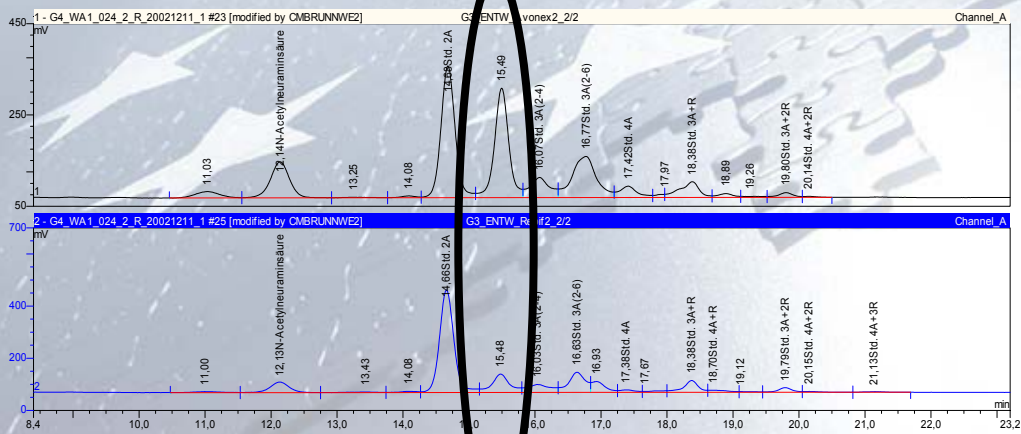 1 - G4_WA1_024_2_R_20021211_1 #23 [modified by CMBRUNNWE2] G3_ENTW_ vonex2_2/2 Channel_A
450
mV
250
50
1
11,03
12,14N-Acetylneuraminsäure
13,25
14,08
14,68Std. 2A
15,49
16,07Std. 3A(2-4)
16,77Std. 3A(2-6)
17,42Std. 4A
17,97
18,38Std. 3A+R
18,89
19,26
19,80Std. 3A+2R
20,14Std. 4A+2R
2 - G4_WA1_024_2_R_20021211_1 #25 [modified by CMBRUNNWE2] G3_ENTW_Rebif2_2/2 Channel_A
700
mV
400
200
0
2
11,00
12,13N-Acetylneuraminsäure
13,43
14,08
14,66Std. 2A
15,48
16,03Std. 3A(2-4)
16,63Std. 3A(2-6)
16,93
17,38Std. 4A
17,67
18,38Std. 3A+R
18,70Std. 4A+R
19,12
19,79Std. 3A+2R
20,15Std. 4A+2R
21,13Std. 4A+3R
min
8,4 10,0 11,0 12,0 13,0 14,0 15,0 16,0 17,0 18,0 19,0 20,0 21,0 22,0 23,2